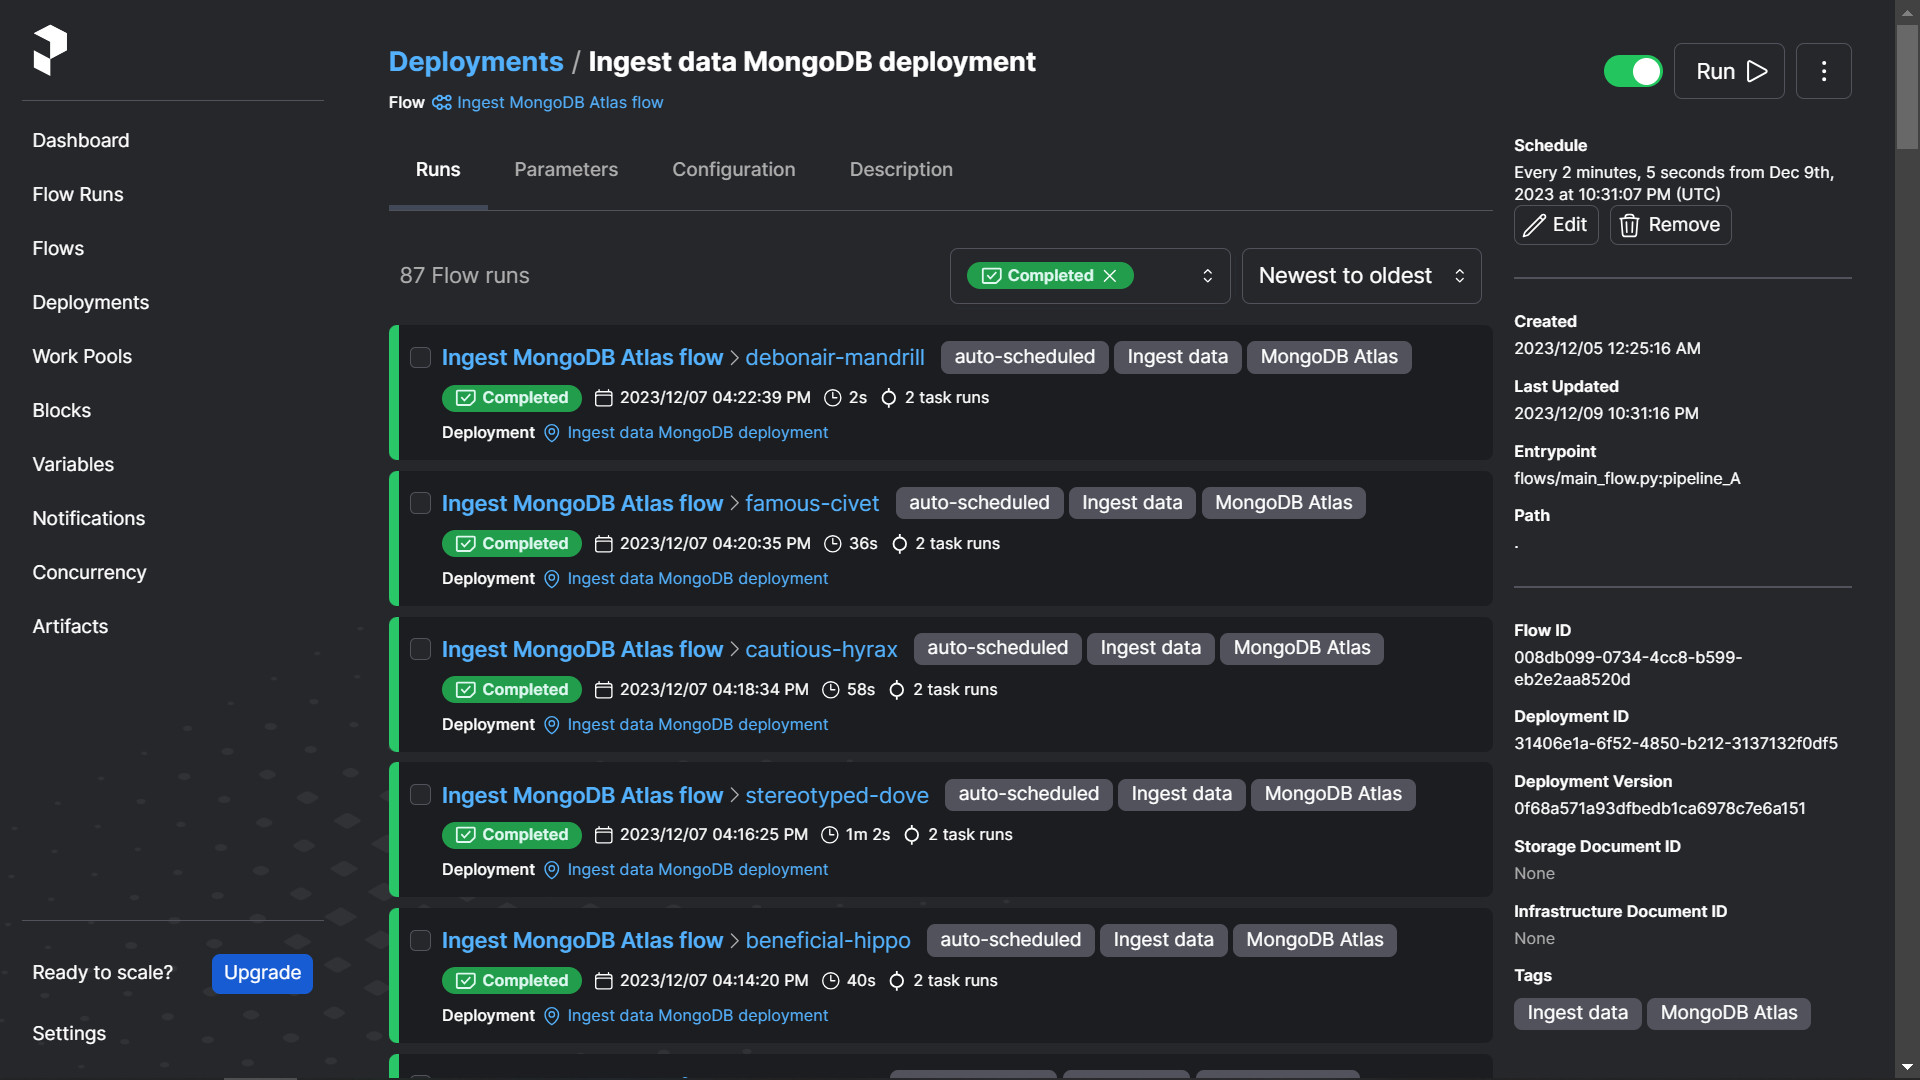 Dashboard
Flow Runs
Flows
Deployments
Work Pools
Blocks
Variables
Notifications
Concurrency
Artifacts
Ready to scale? Upgrade
Settings
Deployments / Ingest data MongoDB deployment
Flow Ingest MongoDB Atlas flow
Run
Runs Parameters Configuration Description
87 Flow runs Completed Newest to oldest
Ingest MongoDB Atlas flow > debonair-mandrill auto-scheduled Ingest data MongoDB Atlas
Completed 2023/12/07 04:22:39 PM 2s 2 task runs
Deployment Ingest data MongoDB deployment
Ingest MongoDB Atlas flow > famous-civet auto-scheduled Ingest data MongoDB Atlas
Completed 2023/12/07 04:20:35 PM 36s 2 task runs
Deployment Ingest data MongoDB deployment
Ingest MongoDB Atlas flow > cautious-hyrax auto-scheduled Ingest data MongoDB Atlas
Completed 2023/12/07 04:18:34 PM 58s 2 task runs
Deployment Ingest data MongoDB deployment
Ingest MongoDB Atlas flow > stereotyped-dove auto-scheduled Ingest data MongoDB Atlas
Completed 2023/12/07 04:16:25 PM 1m 2s 2 task runs
Deployment Ingest data MongoDB deployment
Ingest MongoDB Atlas flow > beneficial-hippo auto-scheduled Ingest data MongoDB Atlas
Completed 2023/12/07 04:14:20 PM 40s 2 task runs
Deployment Ingest data MongoDB deployment
Schedule
Every 2 minutes, 5 seconds from Dec 9th,
2023 at 10:31:07 PM (UTC)
Edit Remove
Created
2023/12/05 12:25:16 AM
Last Updated
2023/12/09 10:31:16 PM
Entrypoint
flows/main_flow.py:pipeline_A
Path
.
Flow ID
008db099-0734-4cc8-b599-
eb2e2aa8520d
Deployment ID
31406e1a-6f52-4850-b212-3137132f0df5
Deployment Version
0f68a571a93dfbedb1ca6978c7e6a151
Storage Document ID
None
Infrastructure Document ID
None
Tags
Ingest data MongoDB Atlas